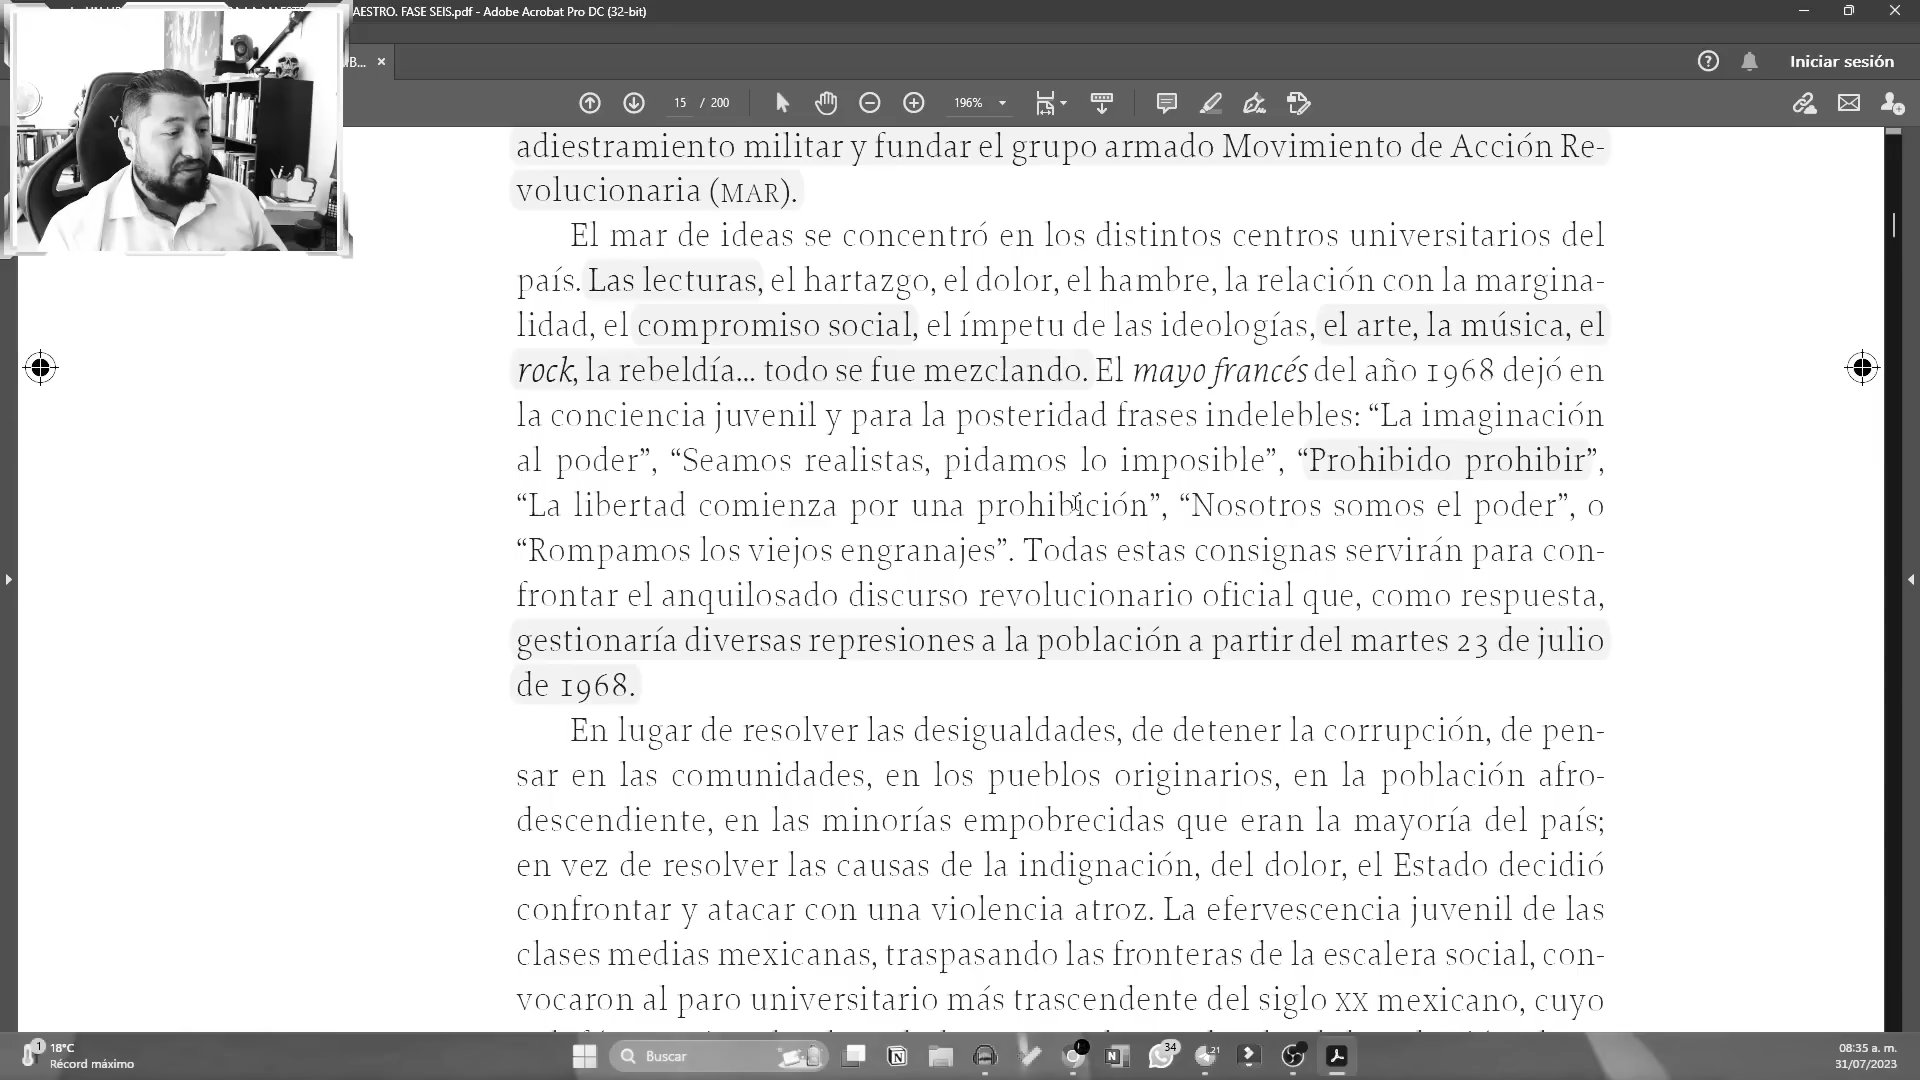 AESTRO. FASE SEIS.pdf - Adobe Acrobat Pro DC (32-bit)
B... ×
Iniciar sesión
15 / 200
196%
adiestramiento militar y fundar el grupo armado Movimiento de Acción Re-
volucionaria (MAR).
El mar de ideas se concentró en los distintos centros universitarios del
país. Las lecturas, el hartazgo, el dolor, el hambre, la relación con la margina-
lidad, el compromiso social, el ímpetu de las ideologías, el arte, la música, el
rock, la rebeldía... todo se fue mezclando. El mayo francés del año 1968 dejó en
la conciencia juvenil y para la posteridad frases indelebles: “La imaginación
al poder”, “Seamos realistas, pidamos lo imposible”, “Prohibido prohibir”,
“La libertad comienza por una prohibición”, “Nosotros somos el poder”, o
“Rompamos los viejos engranajes”. Todas estas consignas servirán para con-
frontar el anquilosado discurso revolucionario oficial que, como respuesta,
gestionaría diversas represiones a la población a partir del martes 23 de julio
de 1968.
En lugar de resolver las desigualdades, de detener la corrupción, de pen-
sar en las comunidades, en los pueblos originarios, en la población afro-
descendiente, en las minorías empobrecidas que eran la mayoría del país;
en vez de resolver las causas de la indignación, del dolor, el Estado decidió
confrontar y atacar con una violencia atroz. La efervescencia juvenil de las
clases medias mexicanas, traspasando las fronteras de la escalera social, con-
vocaron al paro universitario más trascendente del siglo XX mexicano, cuyo
1
18°C
Récord máximo
Buscar
34
21
08:35 a. m.
31/07/2023